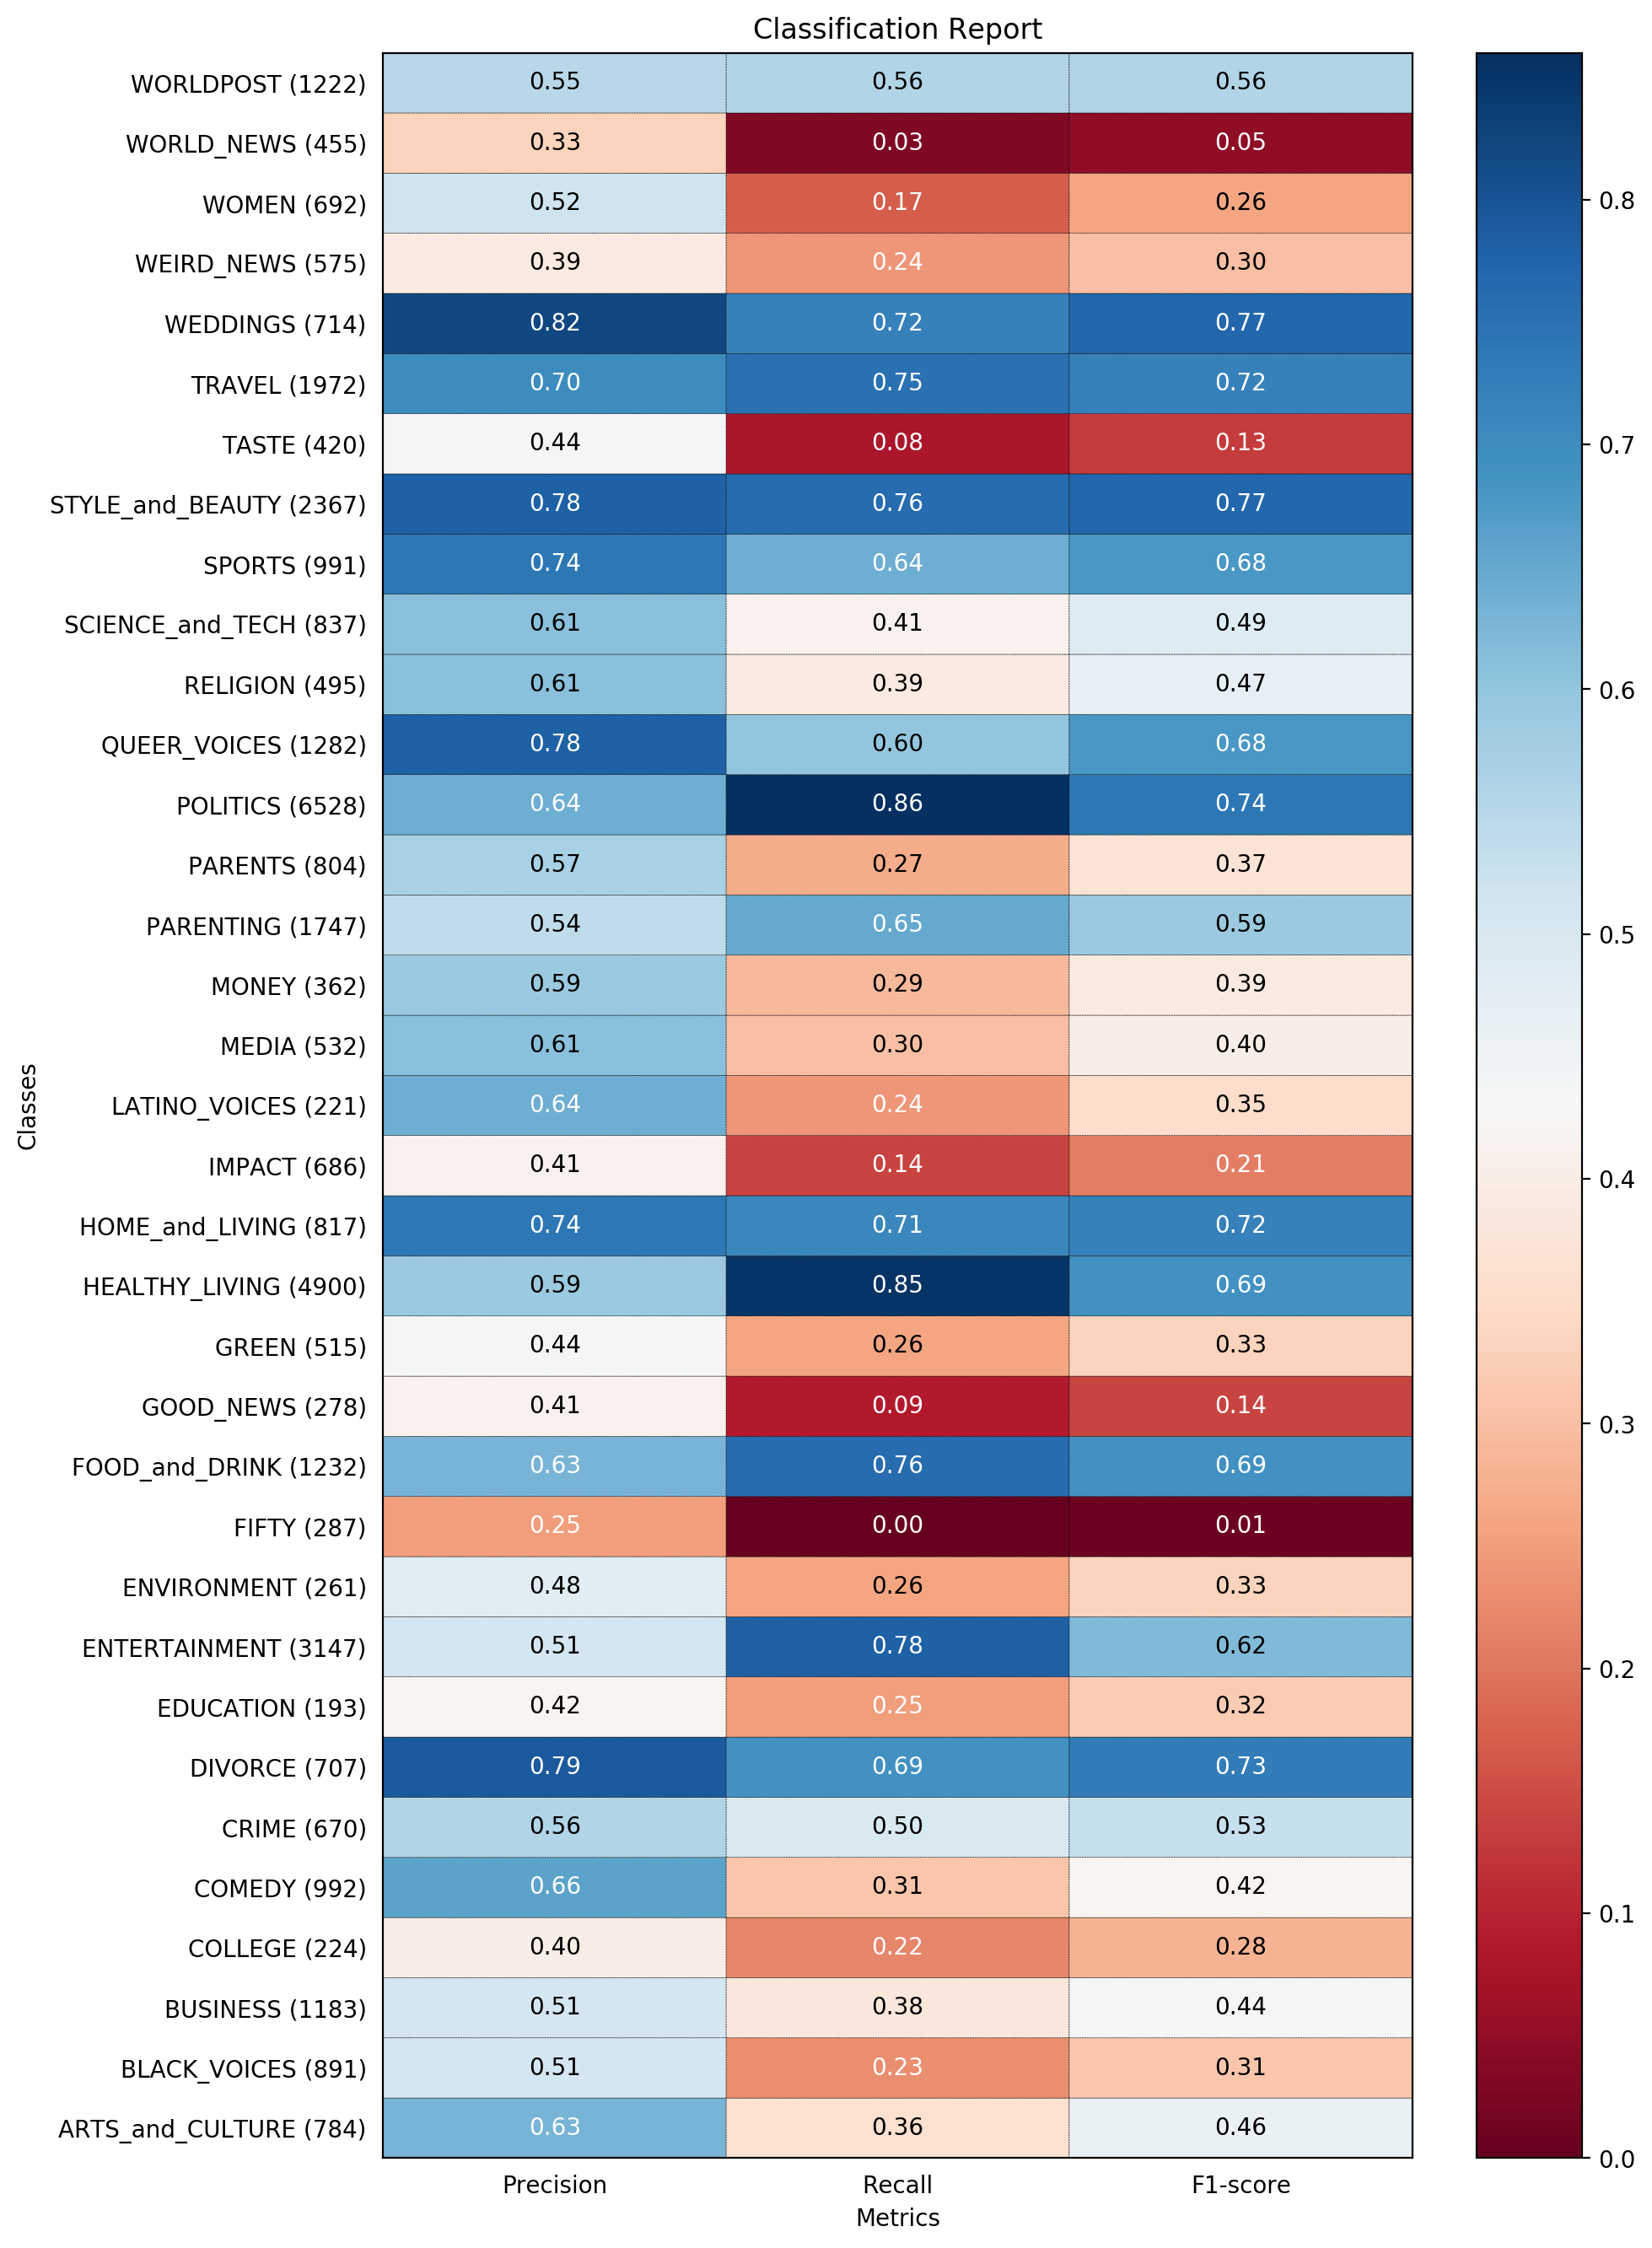 Classification Report
WORLDPOST (1222) 0.55 0.56 0.56
WORLD_NEWS (455) 0.33 0.03 0.05
WOMEN (692) 0.52 0.17 0.26
WEIRD_NEWS (575) 0.39 0.24 0.30
WEDDINGS (714) 0.82 0.72 0.77
TRAVEL (1972) 0.70 0.75 0.72
TASTE (420) 0.44 0.08 0.13
STYLE_and_BEAUTY (2367) 0.78 0.76 0.77
SPORTS (991) 0.74 0.64 0.68
SCIENCE_and_TECH (837) 0.61 0.41 0.49
RELIGION (495) 0.61 0.39 0.47
QUEER_VOICES (1282) 0.78 0.60 0.68
POLITICS (6528) 0.64 0.86 0.74
PARENTS (804) 0.57 0.27 0.37
PARENTING (1747) 0.54 0.65 0.59
MONEY (362) 0.59 0.29 0.39
MEDIA (532) 0.61 0.30 0.40
LATINO_VOICES (221) 0.64 0.24 0.35
IMPACT (686) 0.41 0.14 0.21
HOME_and_LIVING (817) 0.74 0.71 0.72
HEALTHY_LIVING (4900) 0.59 0.85 0.69
GREEN (515) 0.44 0.26 0.33
GOOD_NEWS (278) 0.41 0.09 0.14
FOOD_and_DRINK (1232) 0.63 0.76 0.69
FIFTY (287) 0.25 0.00 0.01
ENVIRONMENT (261) 0.48 0.26 0.33
ENTERTAINMENT (3147) 0.51 0.78 0.62
EDUCATION (193) 0.42 0.25 0.32
DIVORCE (707) 0.79 0.69 0.73
CRIME (670) 0.56 0.50 0.53
COMEDY (992) 0.66 0.31 0.42
COLLEGE (224) 0.40 0.22 0.28
BUSINESS (1183) 0.51 0.38 0.44
BLACK_VOICES (891) 0.51 0.23 0.31
ARTS_and_CULTURE (784) 0.63 0.36 0.46
Precision Recall F1-score
Metrics
Classes
0.8
0.7
0.6
0.5
0.4
0.3
0.2
0.1
0.0